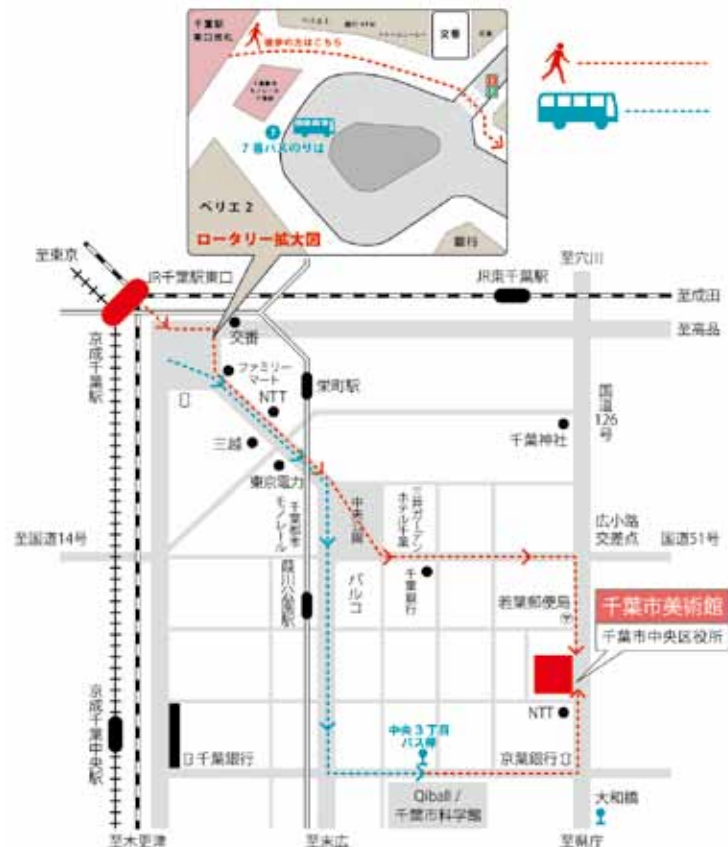 千葉駅
東口改札
徒歩の方はこちら
交番
7
7番バスのりば
ペリエ2
ロータリー拡大図
銀行
至東京
JR千葉駅東口
JR東千葉駅
至穴川
至成田
至高品
京成千葉駅
交番
ファミリー
マート
NTT
栄町駅
三越
東京電力
千葉神社
国道
126
号
千葉都市
モノレール
中央公園
三井ガーデン
ホテル千葉
広小路
交差点
至国道14号
国道51号
葭川公園駅
パルコ
千葉銀行
若葉郵便局
千葉市美術館
千葉市中央区役所
NTT
京成千葉中央駅
千葉銀行
中央3丁目
バス停
京葉銀行
Qiball /
千葉市科学館
大和橋
至木更津
至末広
至県庁